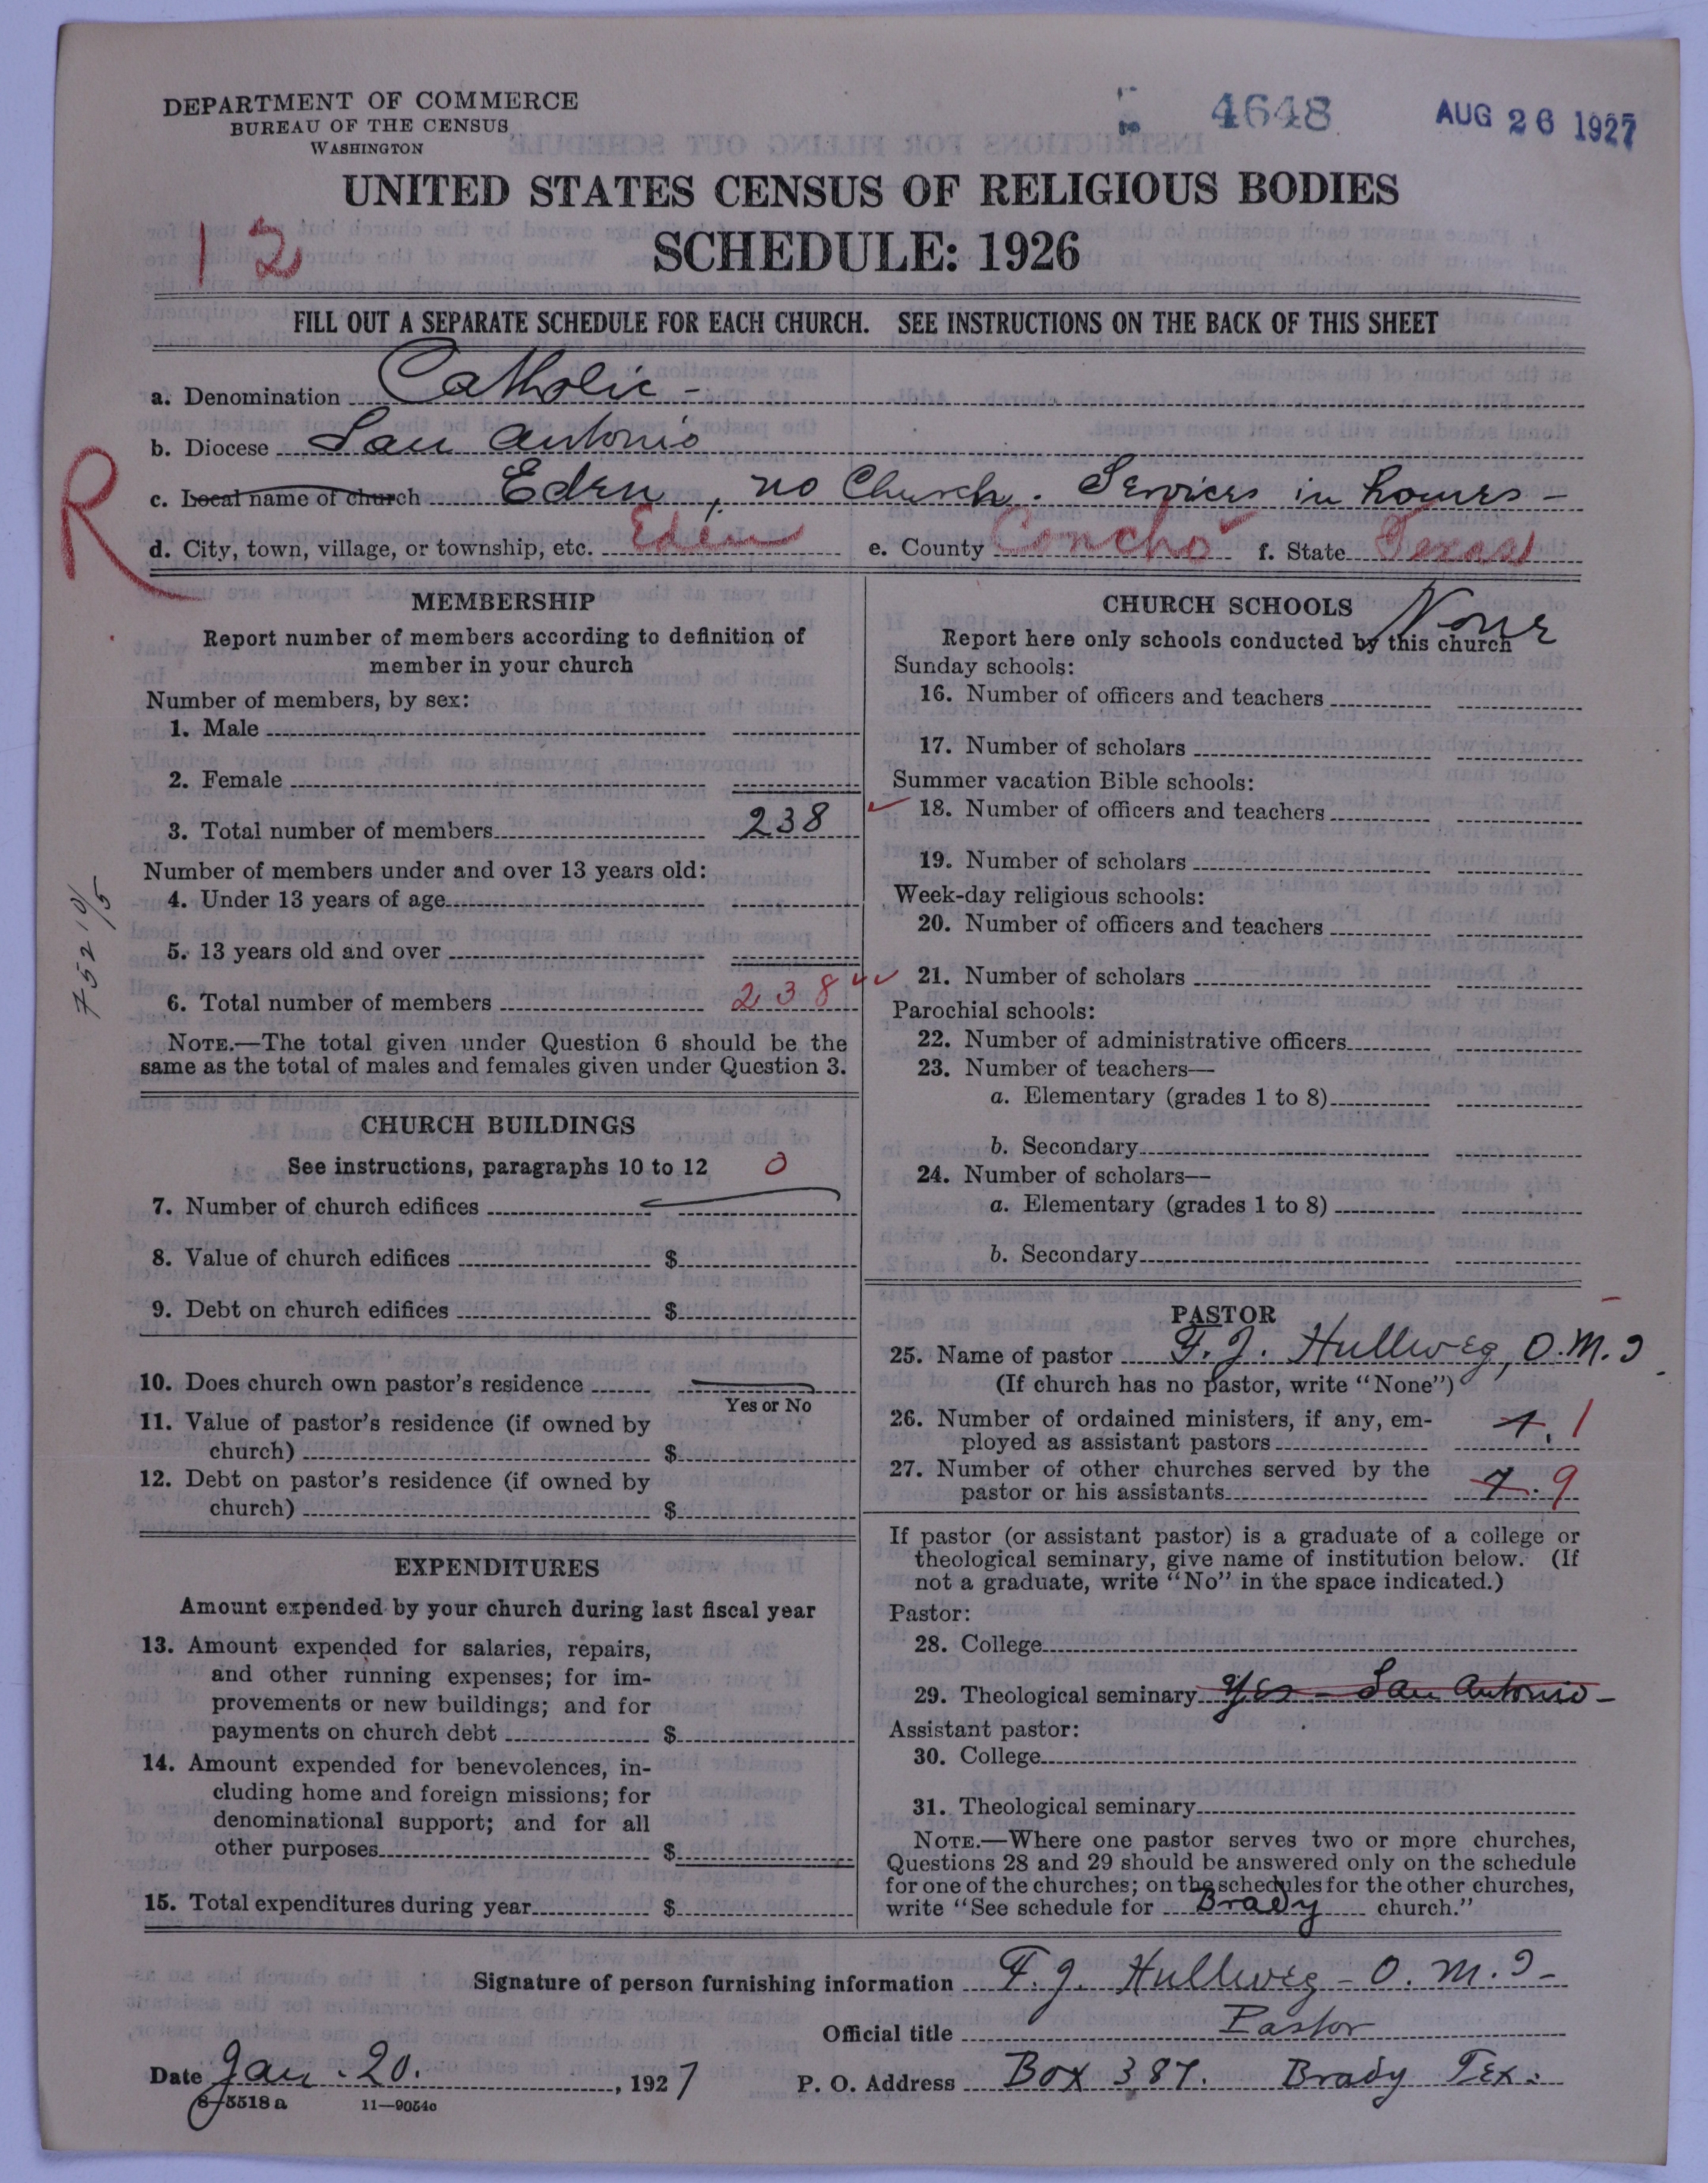 DEPARTMENT OF COMMERCE
BUREAU OF THE CENSUS
WASHINGTON
4648
AUG 26 1927
UNITED STATES CENSUS OF RELIGIOUS BODIES
SCHEDULE: 1926
12
FILL OUT A SEPARATE SCHEDULE FOR EACH CHURCH. SEE INSTRUCTIONS ON THE BACK OF THIS SHEET
a. Denomination Catholic-
b. Diocese San Antonio
c. Local name of church Eden, no Church. Services in homes-
R
d. City, town, village, or township, etc. Eden e. County Concho f. State Texas
MEMBERSHIP
Report number of members according to definition of
member in your church
Number of members, by sex:
1. Male
2. Female
3. Total number of members 238
Number of members under and over 13 years old:
4. Under 13 years of age
5. 13 years old and over
6. Total number of members 238
NOTE.—The total given under Question 6 should be the
same as the total of males and females given under Question 3.
CHURCH BUILDINGS
See instructions, paragraphs 10 to 12 0
7. Number of church edifices
8. Value of church edifices $
9. Debt on church edifices $
10. Does church own pastor's residence
Yes or No
11. Value of pastor's residence (if owned by
church) $
12. Debt on pastor's residence (if owned by
church) $
EXPENDITURES
Amount expended by your church during last fiscal year
13. Amount expended for salaries, repairs,
and other running expenses; for im-
provements or new buildings; and for
payments on church debt $
14. Amount expended for benevolences, in-
cluding home and foreign missions; for
denominational support; and for all
other purposes $
15. Total expenditures during year $
CHURCH SCHOOLS None
Report here only schools conducted by this church
Sunday schools:
16. Number of officers and teachers
17. Number of scholars
Summer vacation Bible schools:
18. Number of officers and teachers
19. Number of scholars
Week-day religious schools:
20. Number of officers and teachers
21. Number of scholars
Parochial schools:
22. Number of administrative officers
23. Number of teachers—
a. Elementary (grades 1 to 8)
b. Secondary
24. Number of scholars—
a. Elementary (grades 1 to 8)
b. Secondary
PASTOR
25. Name of pastor F. J. Hullweg, O.M.I.
(If church has no pastor, write "None")
26. Number of ordained ministers, if any, em-
ployed as assistant pastors 1
27. Number of other churches served by the
pastor or his assistants 9
If pastor (or assistant pastor) is a graduate of a college or
theological seminary, give name of institution below. (If
not a graduate, write "No" in the space indicated.)
Pastor:
28. College
29. Theological seminary Yes - San Antonio-
Assistant pastor:
30. College
31. Theological seminary
NOTE.—Where one pastor serves two or more churches,
Questions 28 and 29 should be answered only on the schedule
for one of the churches; on the schedules for the other churches,
write "See schedule for Brady church."
Signature of person furnishing information F. J. Hullweg - O. M. I-
Official title Pastor
Date Jan. 20., 1927 P. O. Address Box 387. Brady Tex.
8-5518a 11—9054c